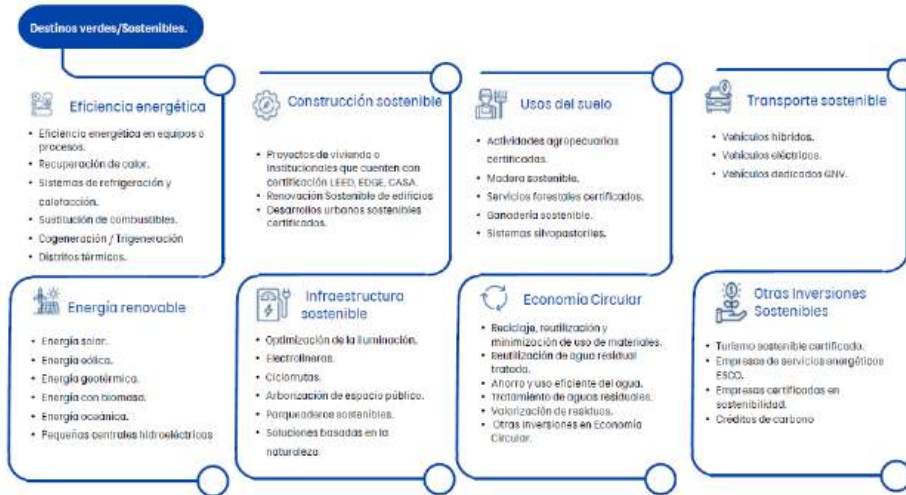 Destinos verdes/Sostenibles.
Eficiencia energética
• Eficiencia energética en equipos o
procesos.
• Recuperación de calor.
• Sistemas de refrigeración y
calefacción.
• Sustitución de combustibles.
• Cogeneración / Trigeneración
• Distritos térmicos.
Construcción sostenible
• Proyectos de vivienda o
institucionales que cuenten con
certificación LEED, EDGE, CASA.
• Renovación Sostenible de edificios
• Desarrollos urbanos sostenibles
certificados.
Usos del suelo
• Actividades agropecuarias
certificadas.
• Madera sostenible.
• Servicios forestales certificados.
• Ganadería sostenible.
• Sistemas silvopastoriles.
Transporte sostenible
• Vehículos híbridos.
• Vehículos eléctricos.
• Vehículos dedicados GNV.
Energía renovable
• Energía solar.
• Energía eólica.
• Energía geotérmica.
• Energía con biomasa.
• Energía oceánica.
• Pequeñas centrales hidroeléctricas
Infraestructura
sostenible
• Optimización de la iluminación.
• Electrolineras.
• Ciclorrutas.
• Arborización de espacio público.
• Parqueaderos sostenibles.
• Soluciones basadas en la
naturaleza
Economía Circular
• Reciclaje, reutilización y
minimización de uso de materiales.
• Reutilización de agua residual
tratada.
• Ahorro y uso eficiente del agua.
• Tratamiento de aguas residuales.
• Valorización de residuos.
• Otras inversiones en Economía
Circular.
Otras Inversiones
Sostenibles
• Turismo sostenible certificado.
• Empresas de servicios energéticos
ESCO.
• Empresas certificadas en
sostenibilidad.
• Créditos de carbono